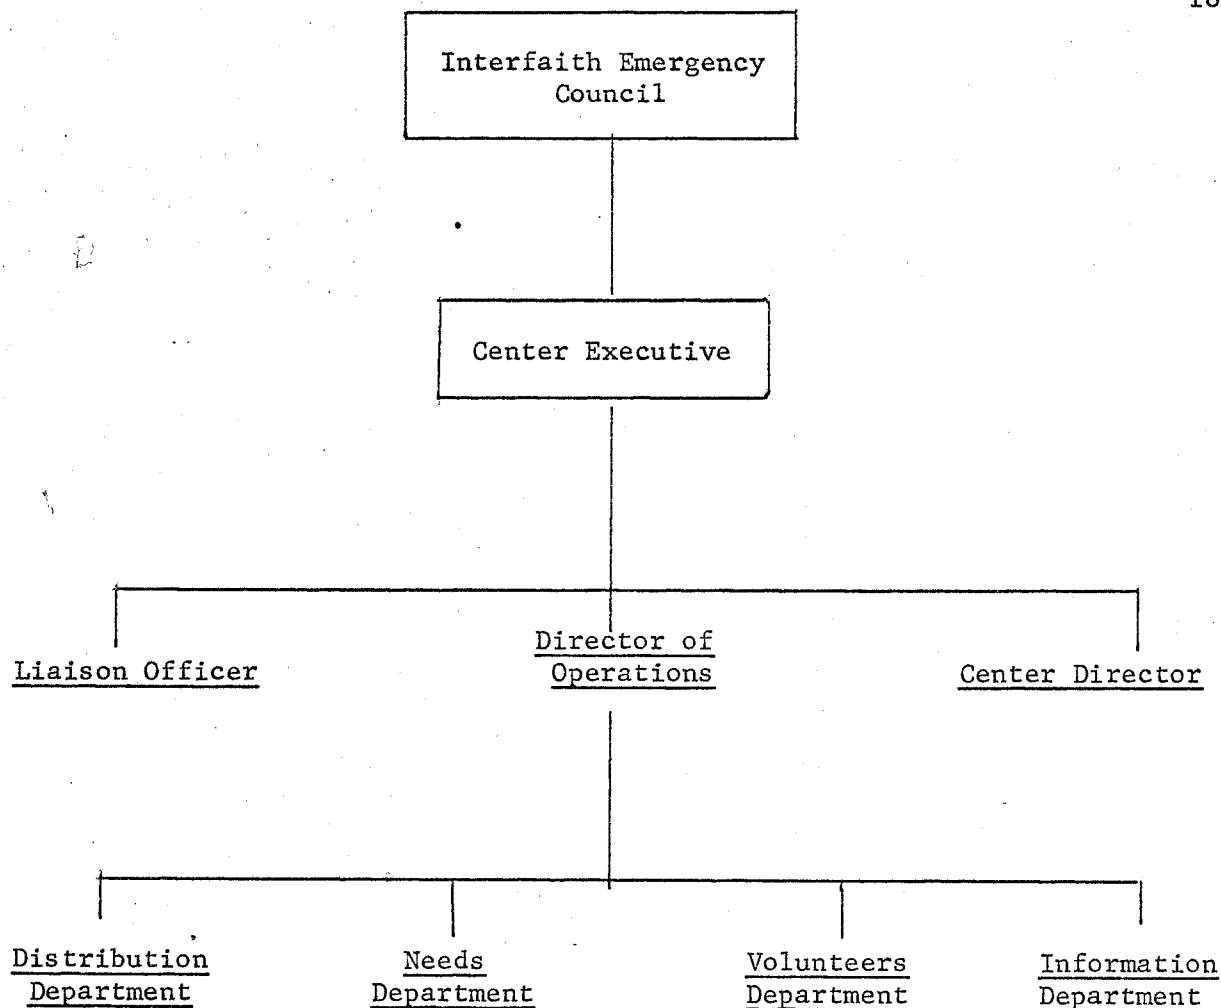 Interfaith Emergency
Council
Center Executive
Liaison Officer
Director of
Operations
Center Director
Distribution
Department
Needs
Department
Volunteers
Department
Information
Department